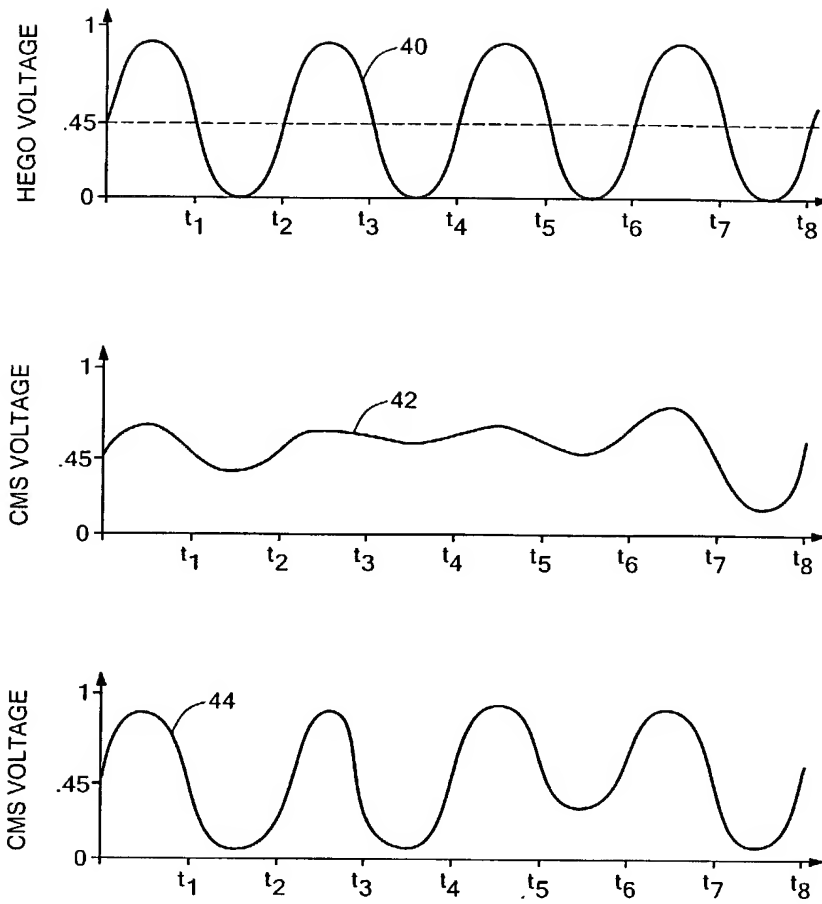 HEGO VOLTAGE
1
.45
0
40
t1 t2 t3 t4 t5 t6 t7 t8
CMS VOLTAGE
1
.45
0
42
t1 t2 t3 t4 t5 t6 t7 t8
CMS VOLTAGE
1
.45
0
44
t1 t2 t3 t4 t5 t6 t7 t8